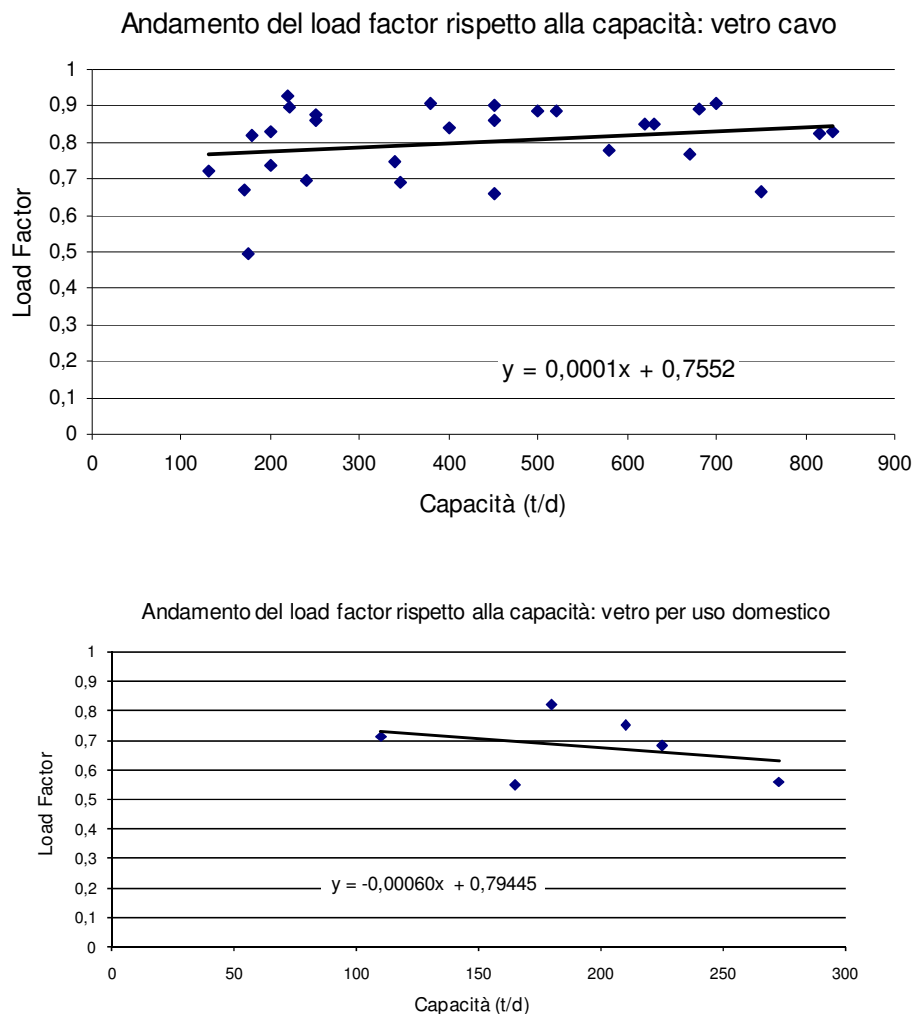 Andamento del load factor rispetto alla capacità: vetro cavo
1
0,9
0,8
0,7
0,6
0,5
0,4
0,3
0,2
0,1
0
Load Factor
y = 0,0001x + 0,7552
0 100 200 300 400 500 600 700 800 900
Capacità (t/d)
Andamento del load factor rispetto alla capacità: vetro per uso domestico
1
0,9
0,8
0,7
0,6
0,5
0,4
0,3
0,2
0,1
0
Load Factor
y = -0,00060x + 0,79445
0 50 100 150 200 250 300
Capacità (t/d)